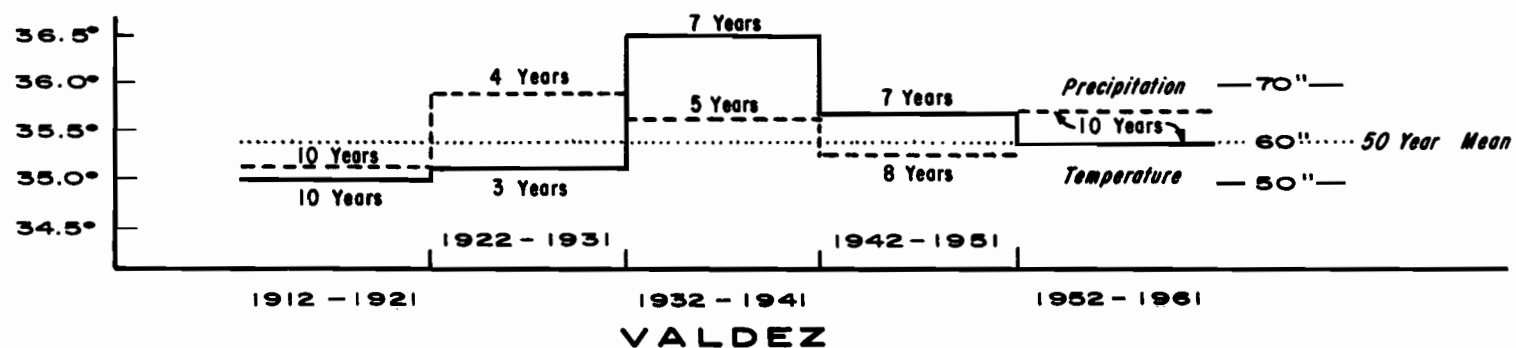 7 Years
36.5°
4 Years
36.0°
Precipitation
70"
5 Years
7 Years
35.5°
10 Years
10 Years
60"
50 Year Mean
35.0°
10 Years
3 Years
8 Years
Temperature
50"
34.5°
1922-1931
1942-1951
1912-1921
1932-1941
1952-1961
VALDEZ